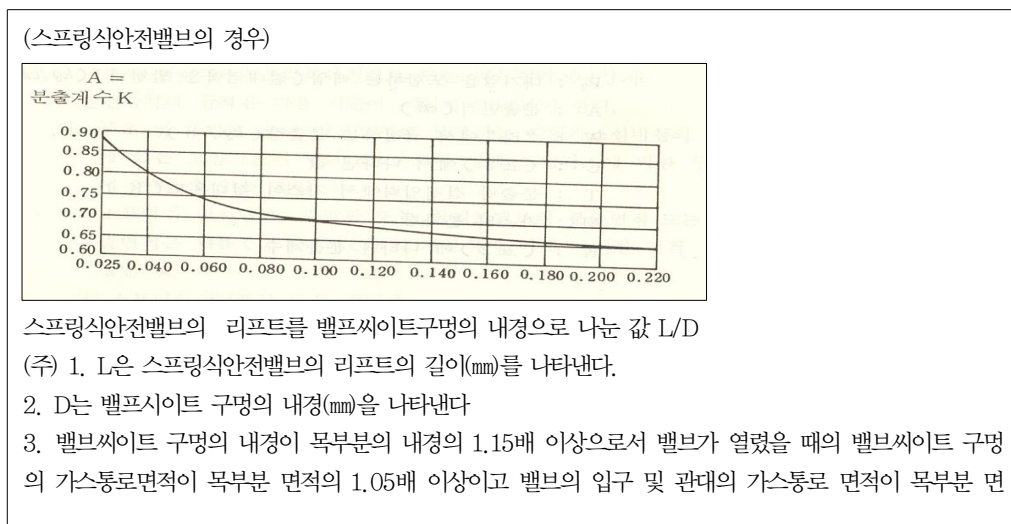 (스프링식안전밸브의 경우)
A =
분출계수 K
0.90
0.85
0.80
0.75
0.70
0.65
0.60
0.025 0.040 0.060 0.080 0.100 0.120 0.140 0.160 0.180 0.200 0.220
스프링식안전밸브의 리프트를 밸프씨이트구멍의 내경으로 나눈 값 L/D
(주) 1. L은 스프링식안전밸브의 리프트의 길이(㎜)를 나타낸다.
2. D는 밸프시이트 구멍의 내경(㎜)을 나타낸다
3. 밸브씨이트 구멍의 내경이 목부분의 내경의 1.15배 이상으로서 밸브가 열렸을 때의 밸브씨이트 구멍
의 가스통로면적이 목부분 면적의 1.05배 이상이고 밸브의 입구 및 관대의 가스통로 면적이 목부분 면